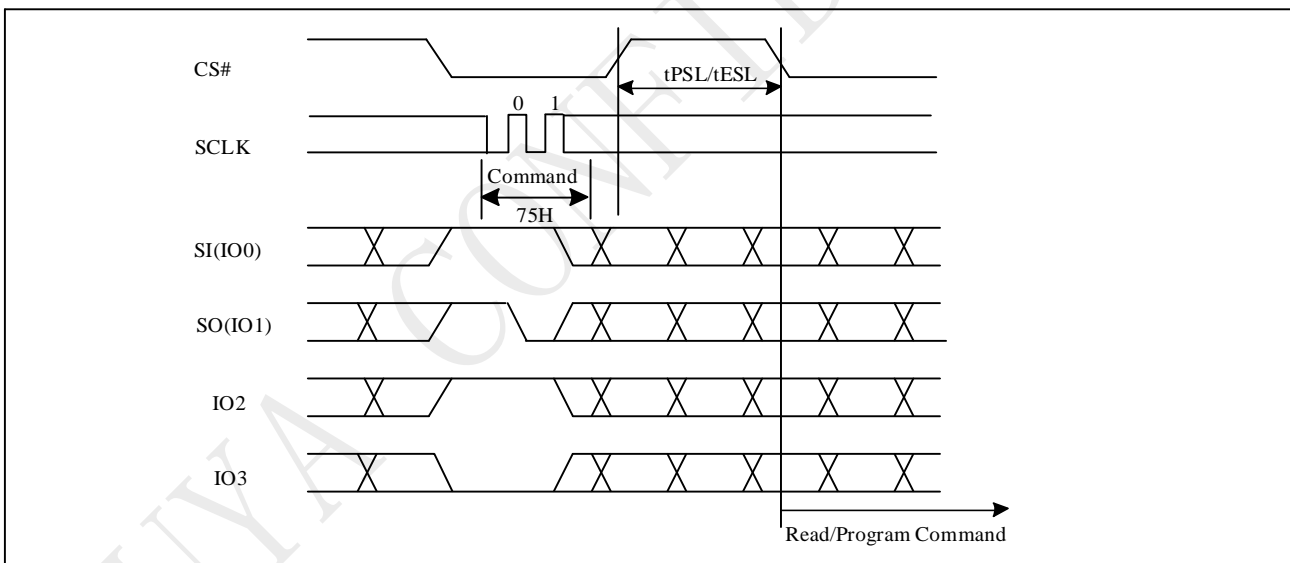 CS#
tPSL/tESL
0 1
SCLK
Command
75H
SI(IO0)
SO(IO1)
IO2
IO3
Read/Program Command